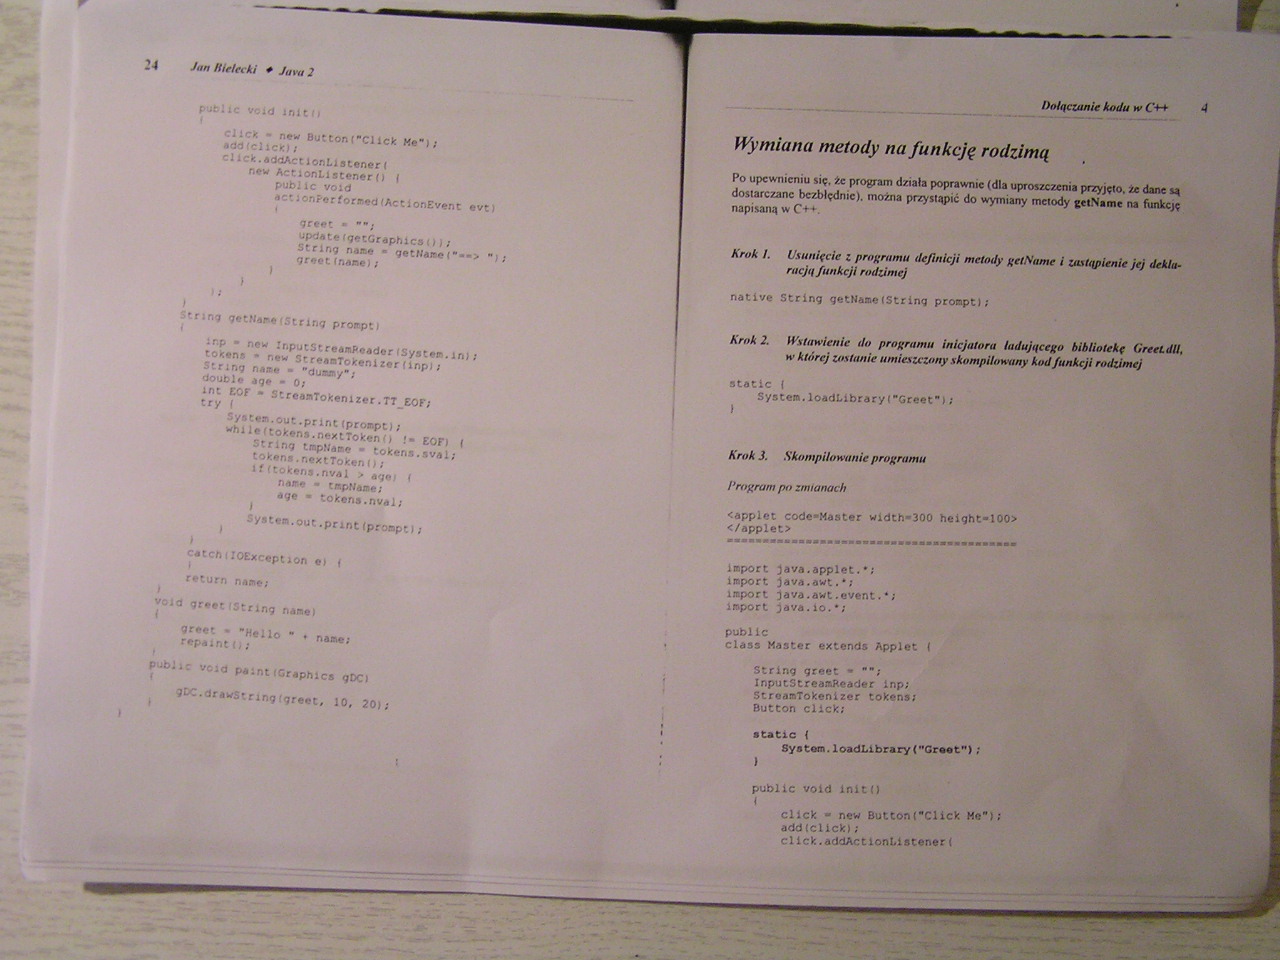 24 Jan Bielecki ♦ Java 2
public void init()
{
click = new Button("Click Me");
add(click);
click.addActionListener(
new ActionListener() {
public void
actionPerformed(ActionEvent evt)
{
greet = "";
update(getGraphics());
String name = getName("==> ");
greet(name);
}
}
);
}
String getName(String prompt)
{
inp = new InputStreamReader(System.in);
tokens = new StreamTokenizer(inp);
String name = "dummy";
double age = 0;
int EOF = StreamTokenizer.TT_EOF;
try {
System.out.print(prompt);
while(tokens.nextToken() != EOF) {
String tmpName = tokens.sval;
tokens.nextToken();
if(tokens.nval > age) {
name = tmpName;
age = tokens.nval;
}
System.out.print(prompt);
}
}
catch(IOException e) {
}
return name;
}
void greet(String name)
{
greet = "Hello " + name;
repaint();
}
public void paint(Graphics gDC)
{
gDC.drawString(greet, 10, 20);
}
}
Dołączanie kodu w C++ 4
Wymiana metody na funkcję rodzimą
Po upewnieniu się, że program działa poprawnie (dla uproszczenia przyjęto, że dane są
dostarczane bezbłędnie), można przystąpić do wymiany metody getName na funkcję
napisaną w C++.
Krok 1. Usunięcie z programu definicji metody getName i zastąpienie jej dekla-
racją funkcji rodzimej
native String getName(String prompt);
Krok 2. Wstawienie do programu inicjatora ładującego bibliotekę Greet.dll,
w której zostanie umieszczony skompilowany kod funkcji rodzimej
static {
System.loadLibrary("Greet");
}
Krok 3. Skompilowanie programu
Program po zmianach
<applet code=Master width=300 height=100>
</applet>
=========================================
import java.applet.*;
import java.awt.*;
import java.awt.event.*;
import java.io.*;
public
class Master extends Applet {
String greet = "";
InputStreamReader inp;
StreamTokenizer tokens;
Button click;
static {
System.loadLibrary("Greet");
}
public void init()
{
click = new Button("Click Me");
add(click);
click.addActionListener(